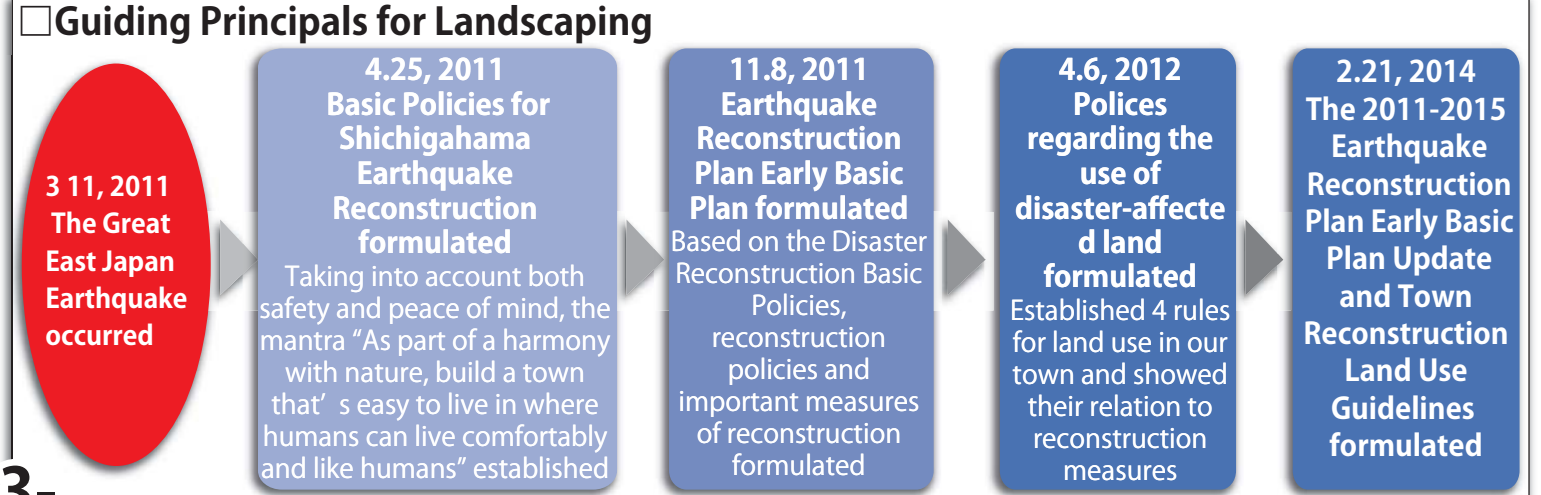 □Guiding Principals for Landscaping
3 11, 2011
The Great
East Japan
Earthquake
occurred
4.25, 2011
Basic Policies for
Shichigahama
Earthquake
Reconstruction
formulated
Taking into account both
safety and peace of mind, the
mantra “As part of a harmony
with nature, build a town
that’ s easy to live in where
humans can live comfortably
and like humans” established
11.8, 2011
Earthquake
Reconstruction
Plan Early Basic
Plan formulated
Based on the Disaster
Reconstruction Basic
Policies,
reconstruction
policies and
important measures
of reconstruction
formulated
4.6, 2012
Polices
regarding the
use of
disaster-affecte
d land
formulated
Established 4 rules
for land use in our
town and showed
their relation to
reconstruction
measures
2.21, 2014
The 2011-2015
Earthquake
Reconstruction
Plan Early Basic
Plan Update
and Town
Reconstruction
Land Use
Guidelines
formulated
3-